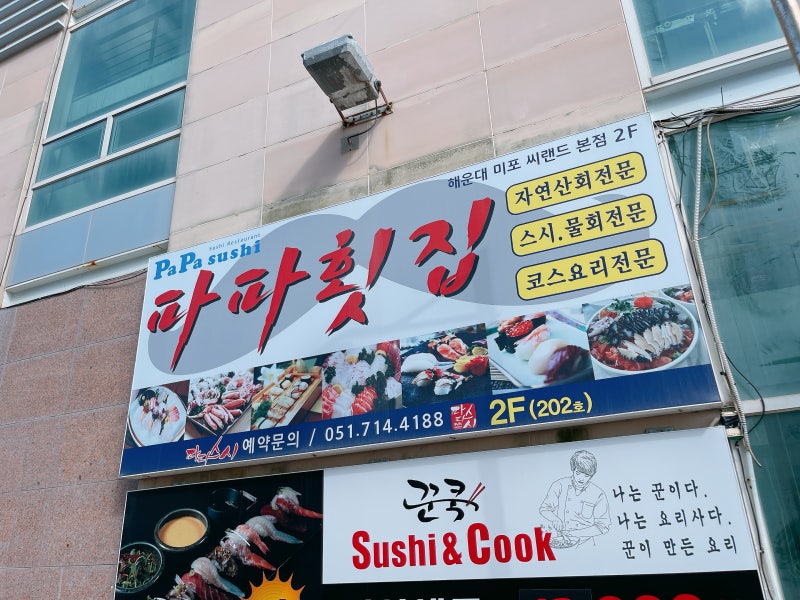 해운대 미포 씨랜드 본점 2F
Sushi Restaurant
PaPa sushi
파파횟집
자연산회전문
스시.물회전문
코스요리전문
파파스시 예약문의 / 051.714.4188
2F (202호)
꾼쿡
Sushi & Cook
나는 꾼이다.
나는 요리사다.
꾼이 만든 요리